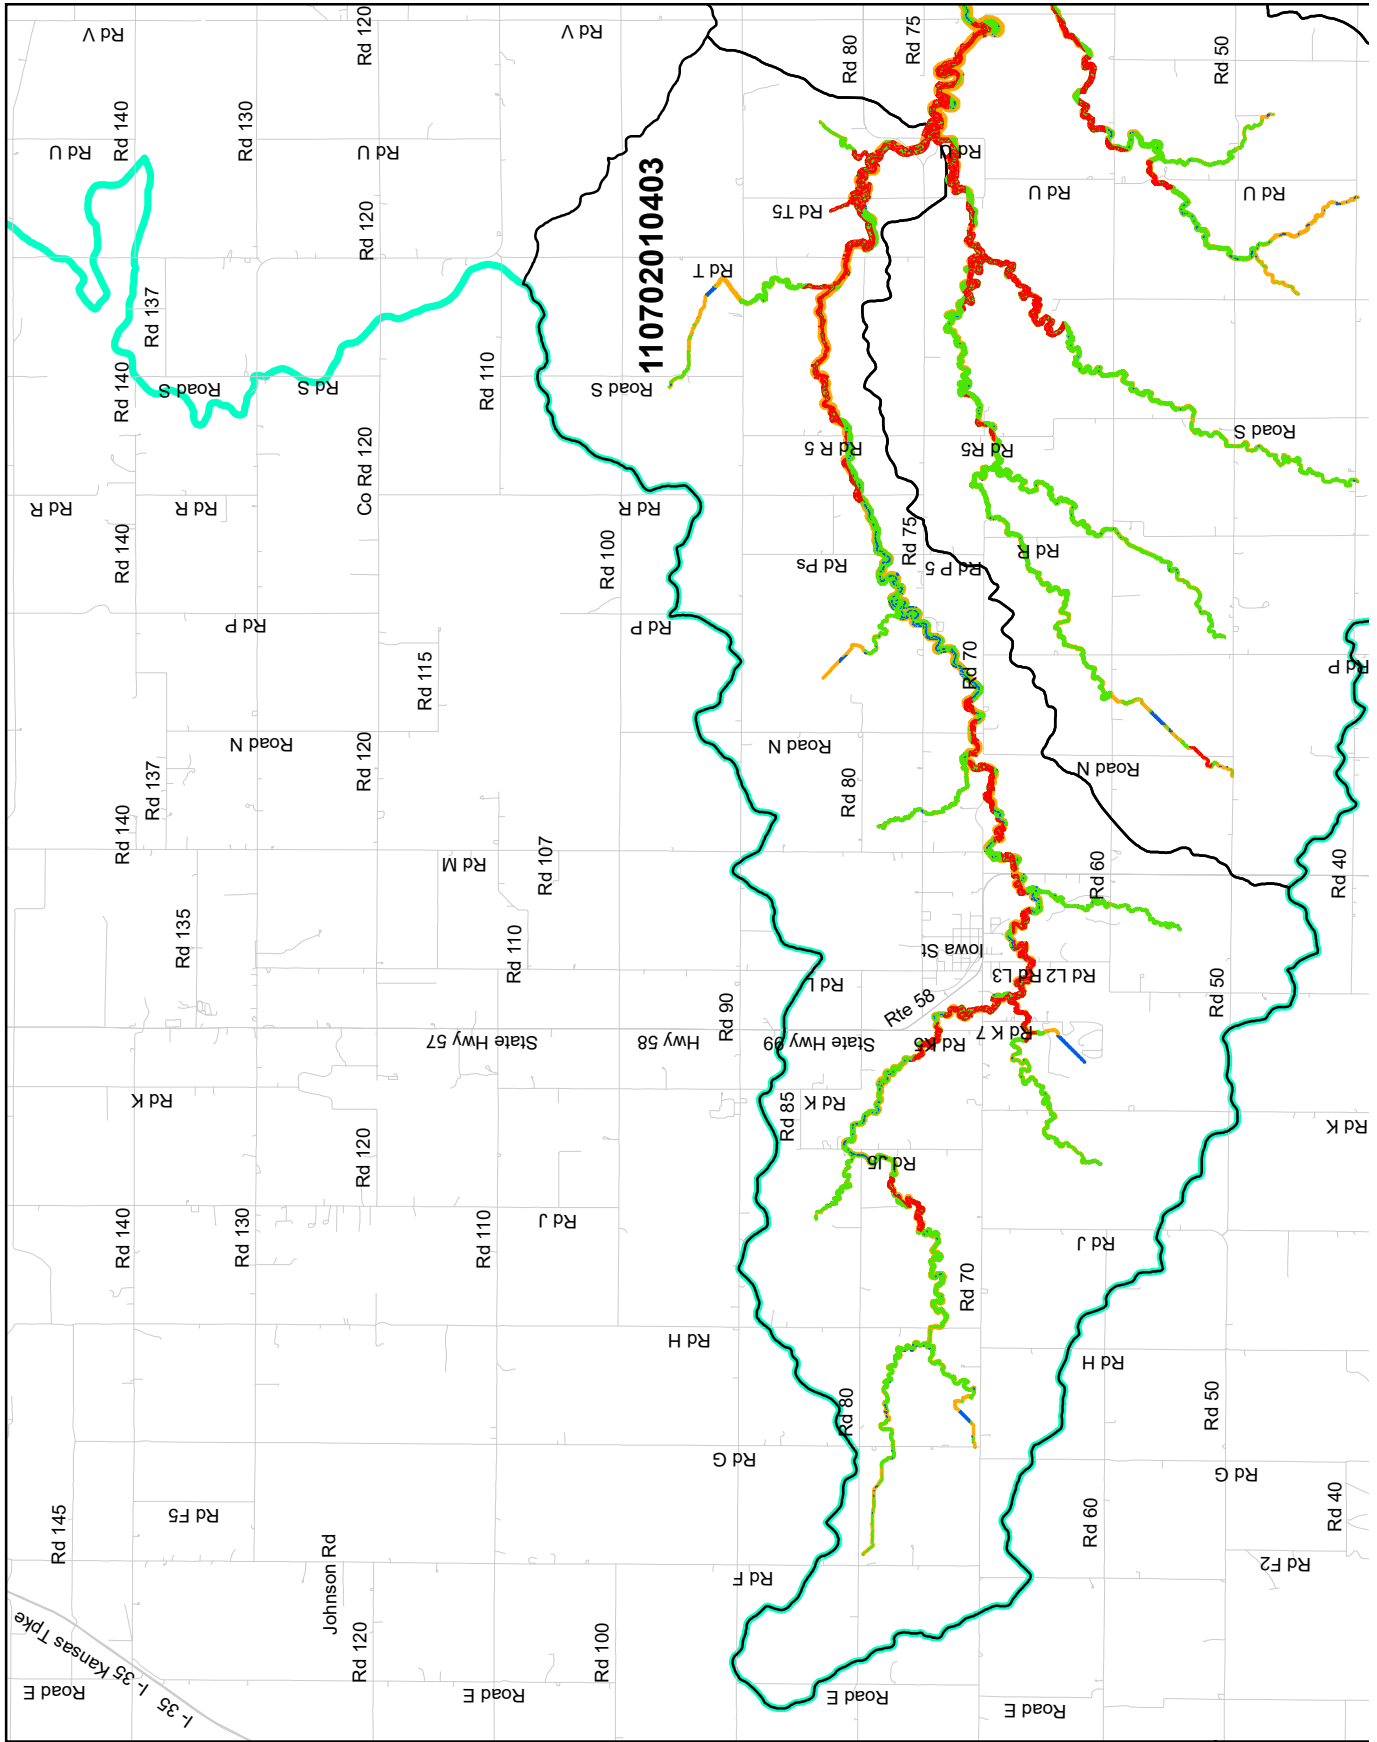 Rd V
Rd 120
Rd V
Rd 80
Rd 75
Rd 50
Rd U
Rd 140
Rd 130
Rd U
Rd U
Rd U
Rd U
Rd 120
Rd T5
110702010403
Rd T
Rd 137
Rd 140
Road S
Rd S
Rd 110
Road S
Road S
Rd R 5
Rd R5
Co Rd 120
Rd R
Rd R
Rd R
Rd 140
Rd 100
Rd 75
Rd R
Rd Ps
Rd P 5
Rd P
Rd P
Rd P
Rd 115
Rd 70
Road N
Rd 120
Road N
Road N
Rd 137
Rd 80
Rd 140
Rd M
Rd 107
Rd 60
Rd 40
Rd 135
Rd 110
Iowa St
Rd L
Rd L3
Rd L2
Rd 50
Rd 90
Rte 58
State Hwy 57
Hwy 58
State Hwy 99
Rd K5
Rd K 7
Rd K
Rd 85
Rd K
Rd K
Rd 120
Rd J5
Rd 140
Rd 130
Rd 110
Rd J
Rd J
Rd 70
Rd H
Rd H
Rd 80
Rd 50
Rd G
Rd G
Rd 145
Rd F5
Rd 60
Rd 40
Johnson Rd
Rd F
Rd F2
I-35 Kansas Tpke
I-35
Rd 120
Rd 100
Road E
Road E
Road E
Road E